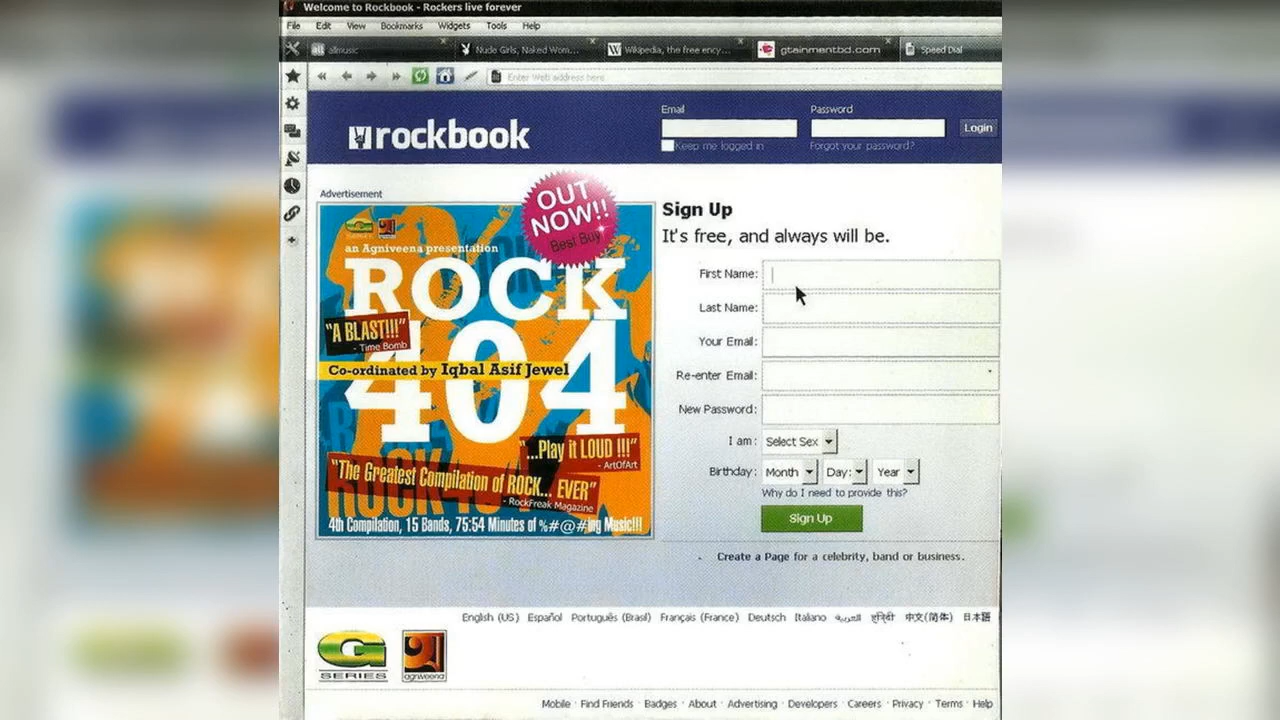 Welcome to Rockbook - Rockers live forever
File Edit View Bookmarks Widgets Tools Help
allmusic
Nude Girls, Naked Wom...
Wikipedia, the free ency...
gtainmentbd.com
Speed Dial
Enter Web address here
rockbook
Email
Password
Login
Keep me logged in
Forgot your password?
Advertisement
OUT
NOW!!
Best Buy
G
SERIES
an Agniveena presentation
ROCK
404
"A BLAST!!!"
- Time Bomb
Co-ordinated by Iqbal Asif Jewel
"...Play it LOUD !!!"
- ArtOfArt
"The Greatest Compilation of ROCK... EVER"
- RockFreak Magazine
4th Compilation, 15 Bands, 75:54 Minutes of %#@#ing Music!!!
Sign Up
It's free, and always will be.
First Name:
Last Name:
Your Email:
Re-enter Email:
New Password:
I am: Select Sex
Birthday: Month Day: Year
Why do I need to provide this?
Sign Up
Create a Page for a celebrity, band or business.
English (US) Español Português (Brasil) Français (France) Deutsch Italiano العربية हिन्दी 中文(简体) 日本語
G
SERIES
অ
agniveena
Mobile · Find Friends · Badges · About · Advertising · Developers · Careers · Privacy · Terms · Help